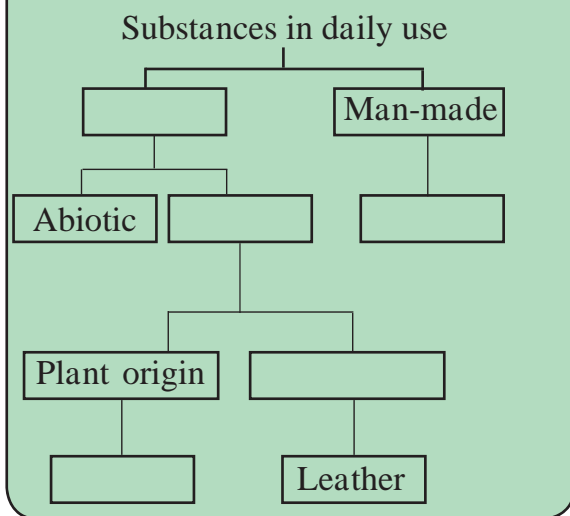 Substances in daily use
Man-made
Abiotic
Plant origin
Leather